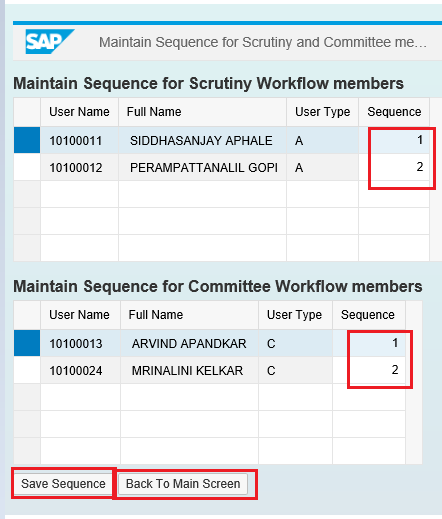 SAP Maintain Sequence for Scrutiny and Committee me...
Maintain Sequence for Scrutiny Workflow members
User Name Full Name User Type Sequence
10100011 SIDDHASANJAY APHALE A 1
10100012 PERAMPATTANALIL GOPI A 2
Maintain Sequence for Committee Workflow members
User Name Full Name User Type Sequence
10100013 ARVIND APANDKAR C 1
10100024 MRINALINI KELKAR C 2
Save Sequence Back To Main Screen